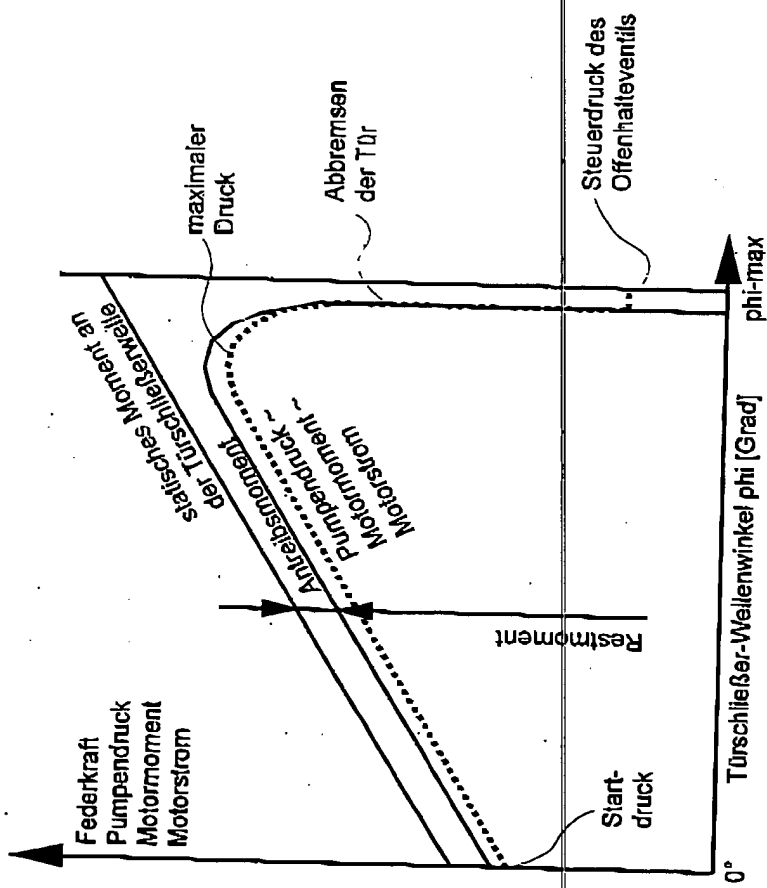 Federkraft
Pumpendruck
Motormoment
Motorstrom
statisches Moment an
der Türschließerwelle
maximaler
Druck
Abbremsen
der Tür
Steuerdruck des
Offenhalteventils
Antreibsmoment
Pumpendruck ~
Motormoment ~
Motorstrom
Restmoment
Start-
druck
0°
Türschließer-Wellenwinkel phi [Grad]
phi-max